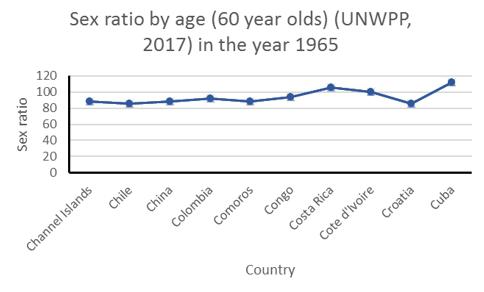 Sex ratio by age (60 year olds) (UNWPP,
2017) in the year 1965
120
100
80
60
40
20
0
Sex ratio
Channel Islands
Chile
China
Colombia
Comoros
Congo
Costa Rica
Cote d'Ivoire
Croatia
Cuba
Country